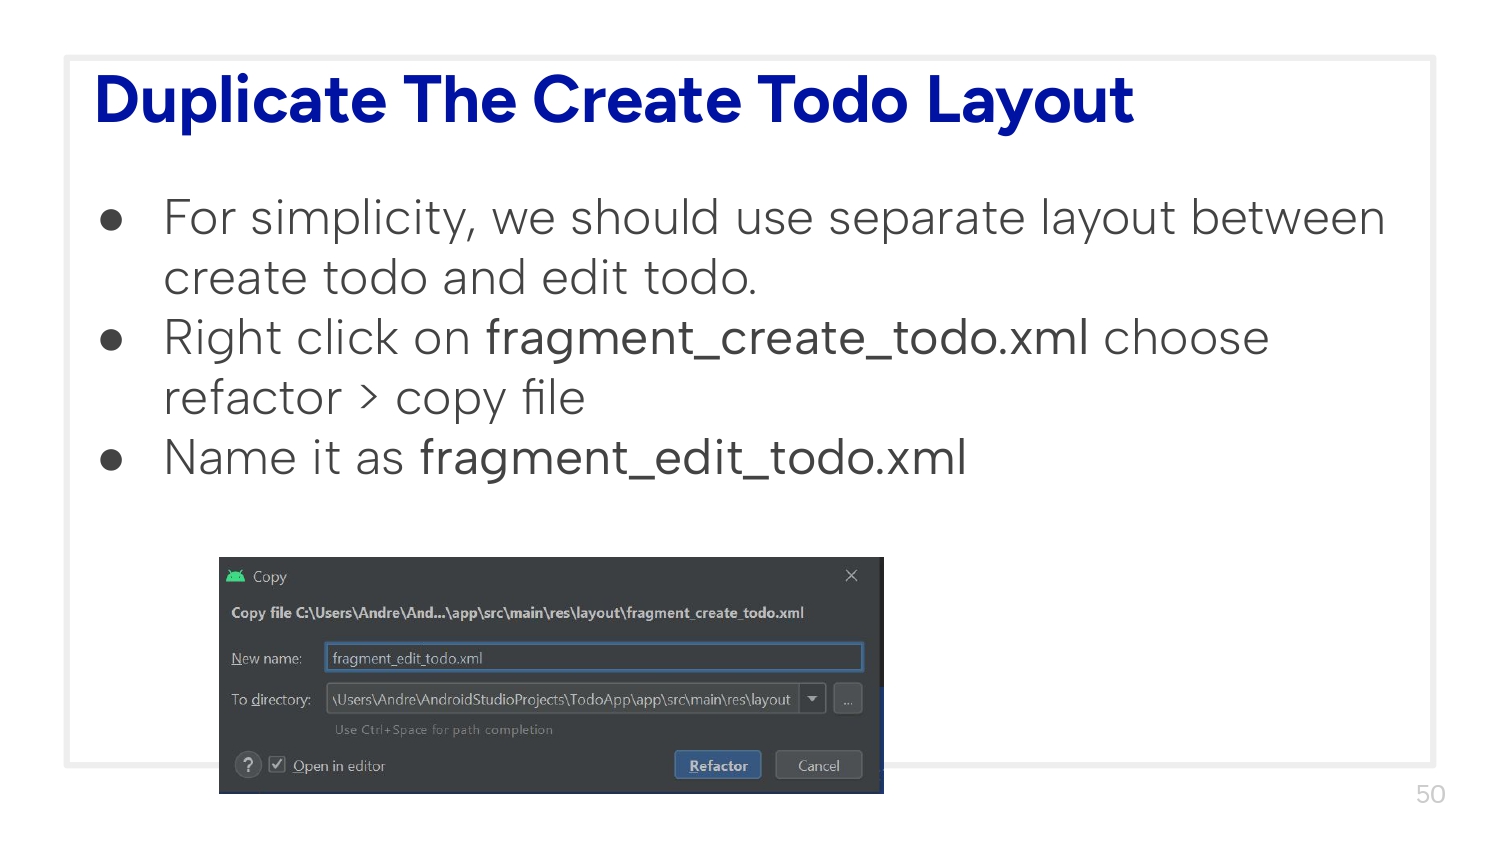 Duplicate The Create Todo Layout
● For simplicity, we should use separate layout between
create todo and edit todo.
● Right click on fragment_create_todo.xml choose
refactor > copy file
● Name it as fragment_edit_todo.xml
Copy
Copy file C:\Users\Andre\And...\app\src\main\res\layout\fragment_create_todo.xml
New name: fragment_edit_todo.xml
To directory: \Users\Andre\AndroidStudioProjects\TodoApp\app\src\main\res\layout ...
Use Ctrl+Space for path completion
? Open in editor Refactor Cancel
50